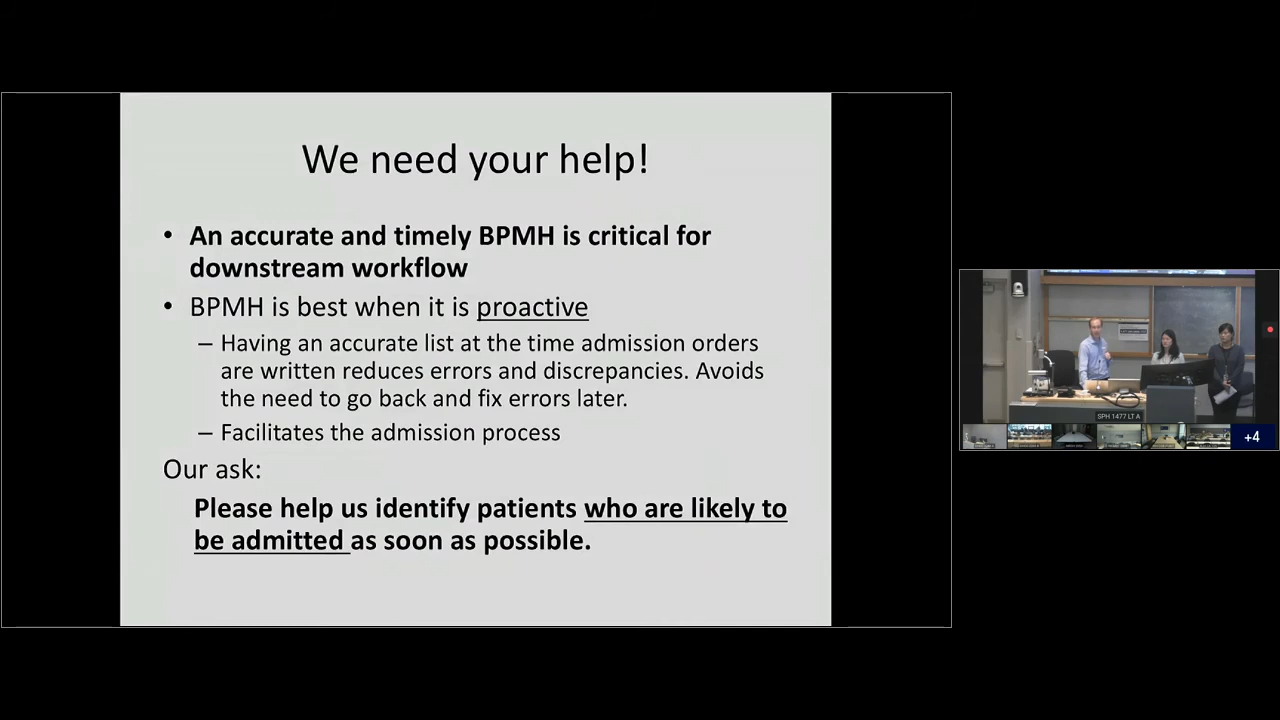 We need your help!
• An accurate and timely BPMH is critical for
downstream workflow
• BPMH is best when it is proactive
– Having an accurate list at the time admission orders
are written reduces errors and discrepancies. Avoids
the need to go back and fix errors later.
– Facilitates the admission process
Our ask:
Please help us identify patients who are likely to
be admitted as soon as possible.
SPH 1477 LT A
+4